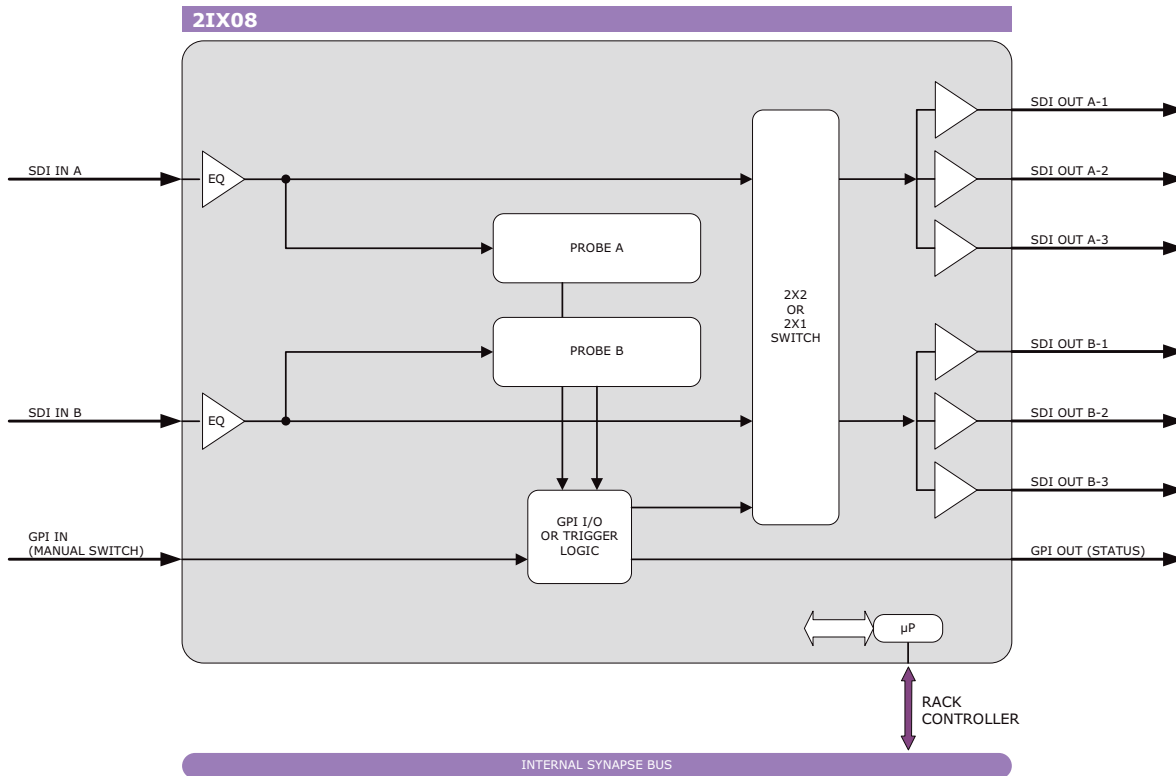 2IX08
SDI IN A
EQ
PROBE A
PROBE B
SDI IN B
EQ
GPI IN
(MANUAL SWITCH)
GPI I/O
OR TRIGGER
LOGIC
2X2
OR
2X1
SWITCH
SDI OUT A-1
SDI OUT A-2
SDI OUT A-3
SDI OUT B-1
SDI OUT B-2
SDI OUT B-3
GPI OUT (STATUS)
µP
RACK
CONTROLLER
INTERNAL SYNAPSE BUS